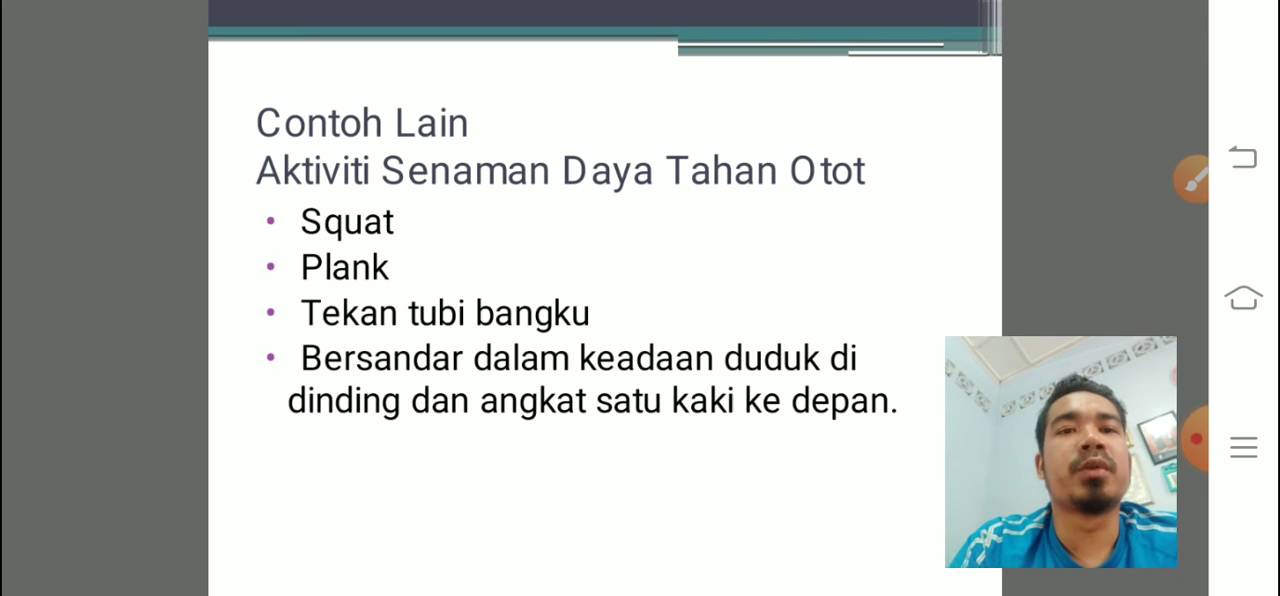 Contoh Lain
Aktiviti Senaman Daya Tahan Otot
• Squat
• Plank
• Tekan tubi bangku
• Bersandar dalam keadaan duduk di
dinding dan angkat satu kaki ke depan.